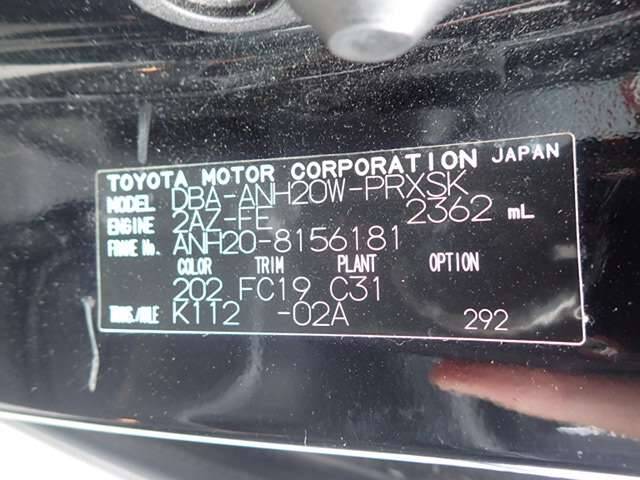 TOYOTA MOTOR CORPORATION JAPAN
MODEL DBA-ANH20W-PRXSK
ENGINE 2AZ-FE 2362 mL
FRAME No. ANH20-8156181
COLOR TRIM PLANT OPTION
202 FC19 C31
TRANS./AXLE K112 -02A 292